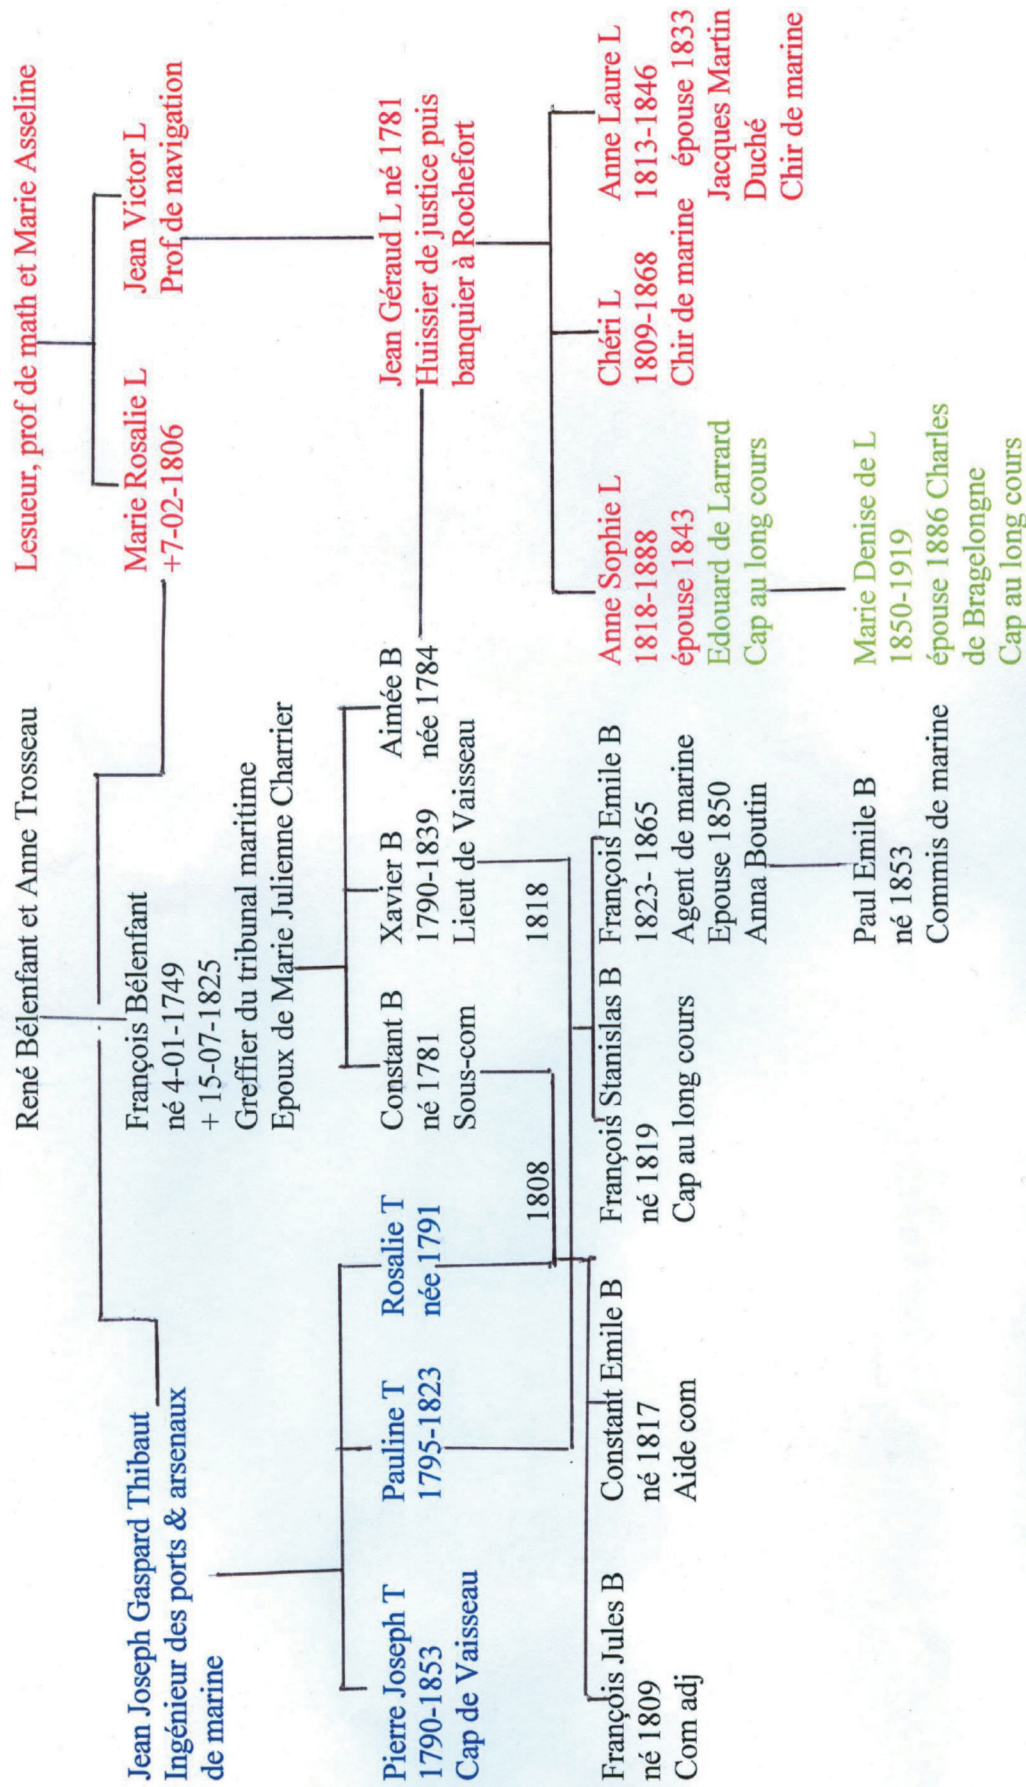 René Bélenfant et Anne Trosseau
Lesueur, prof de math et Marie Asseline
Jean Joseph Gaspard Thibaut
Ingénieur des ports & arsenaux
de marine
François Bélenfant
né 4-01-1749
+ 15-07-1825
Greffier du tribunal maritime
Epoux de Marie Julienne Charrier
Marie Rosalie L
+7-02-1806
Jean Victor L
Prof de navigation
Pierre Joseph T
1790-1853
Cap de Vaisseau
Pauline T
1795-1823
Rosalie T
née 1791
Constant B
né 1781
Sous-com
Xavier B
1790-1839
Lieut de Vaisseau
Aimée B
née 1784
Jean Géraud L né 1781
Huissier de justice puis
banquier à Rochefort
1808
1818
François Jules B
né 1809
Com adj
Constant Emile B
né 1817
Aide com
François Stanislas B
né 1819
Cap au long cours
François Emile B
1823- 1865
Agent de marine
Epouse 1850
Anna Boutin
Anne Sophie L
1818-1888
épouse 1843
Edouard de Larrard
Cap au long cours
Chéri L
1809-1868
Chir de marine
Anne Laure L
1813-1846
épouse 1833
Jacques Martin
Duché
Chir de marine
Paul Emile B
né 1853
Commis de marine
Marie Denise de L
1850-1919
épouse 1886 Charles
de Bragelongne
Cap au long cours